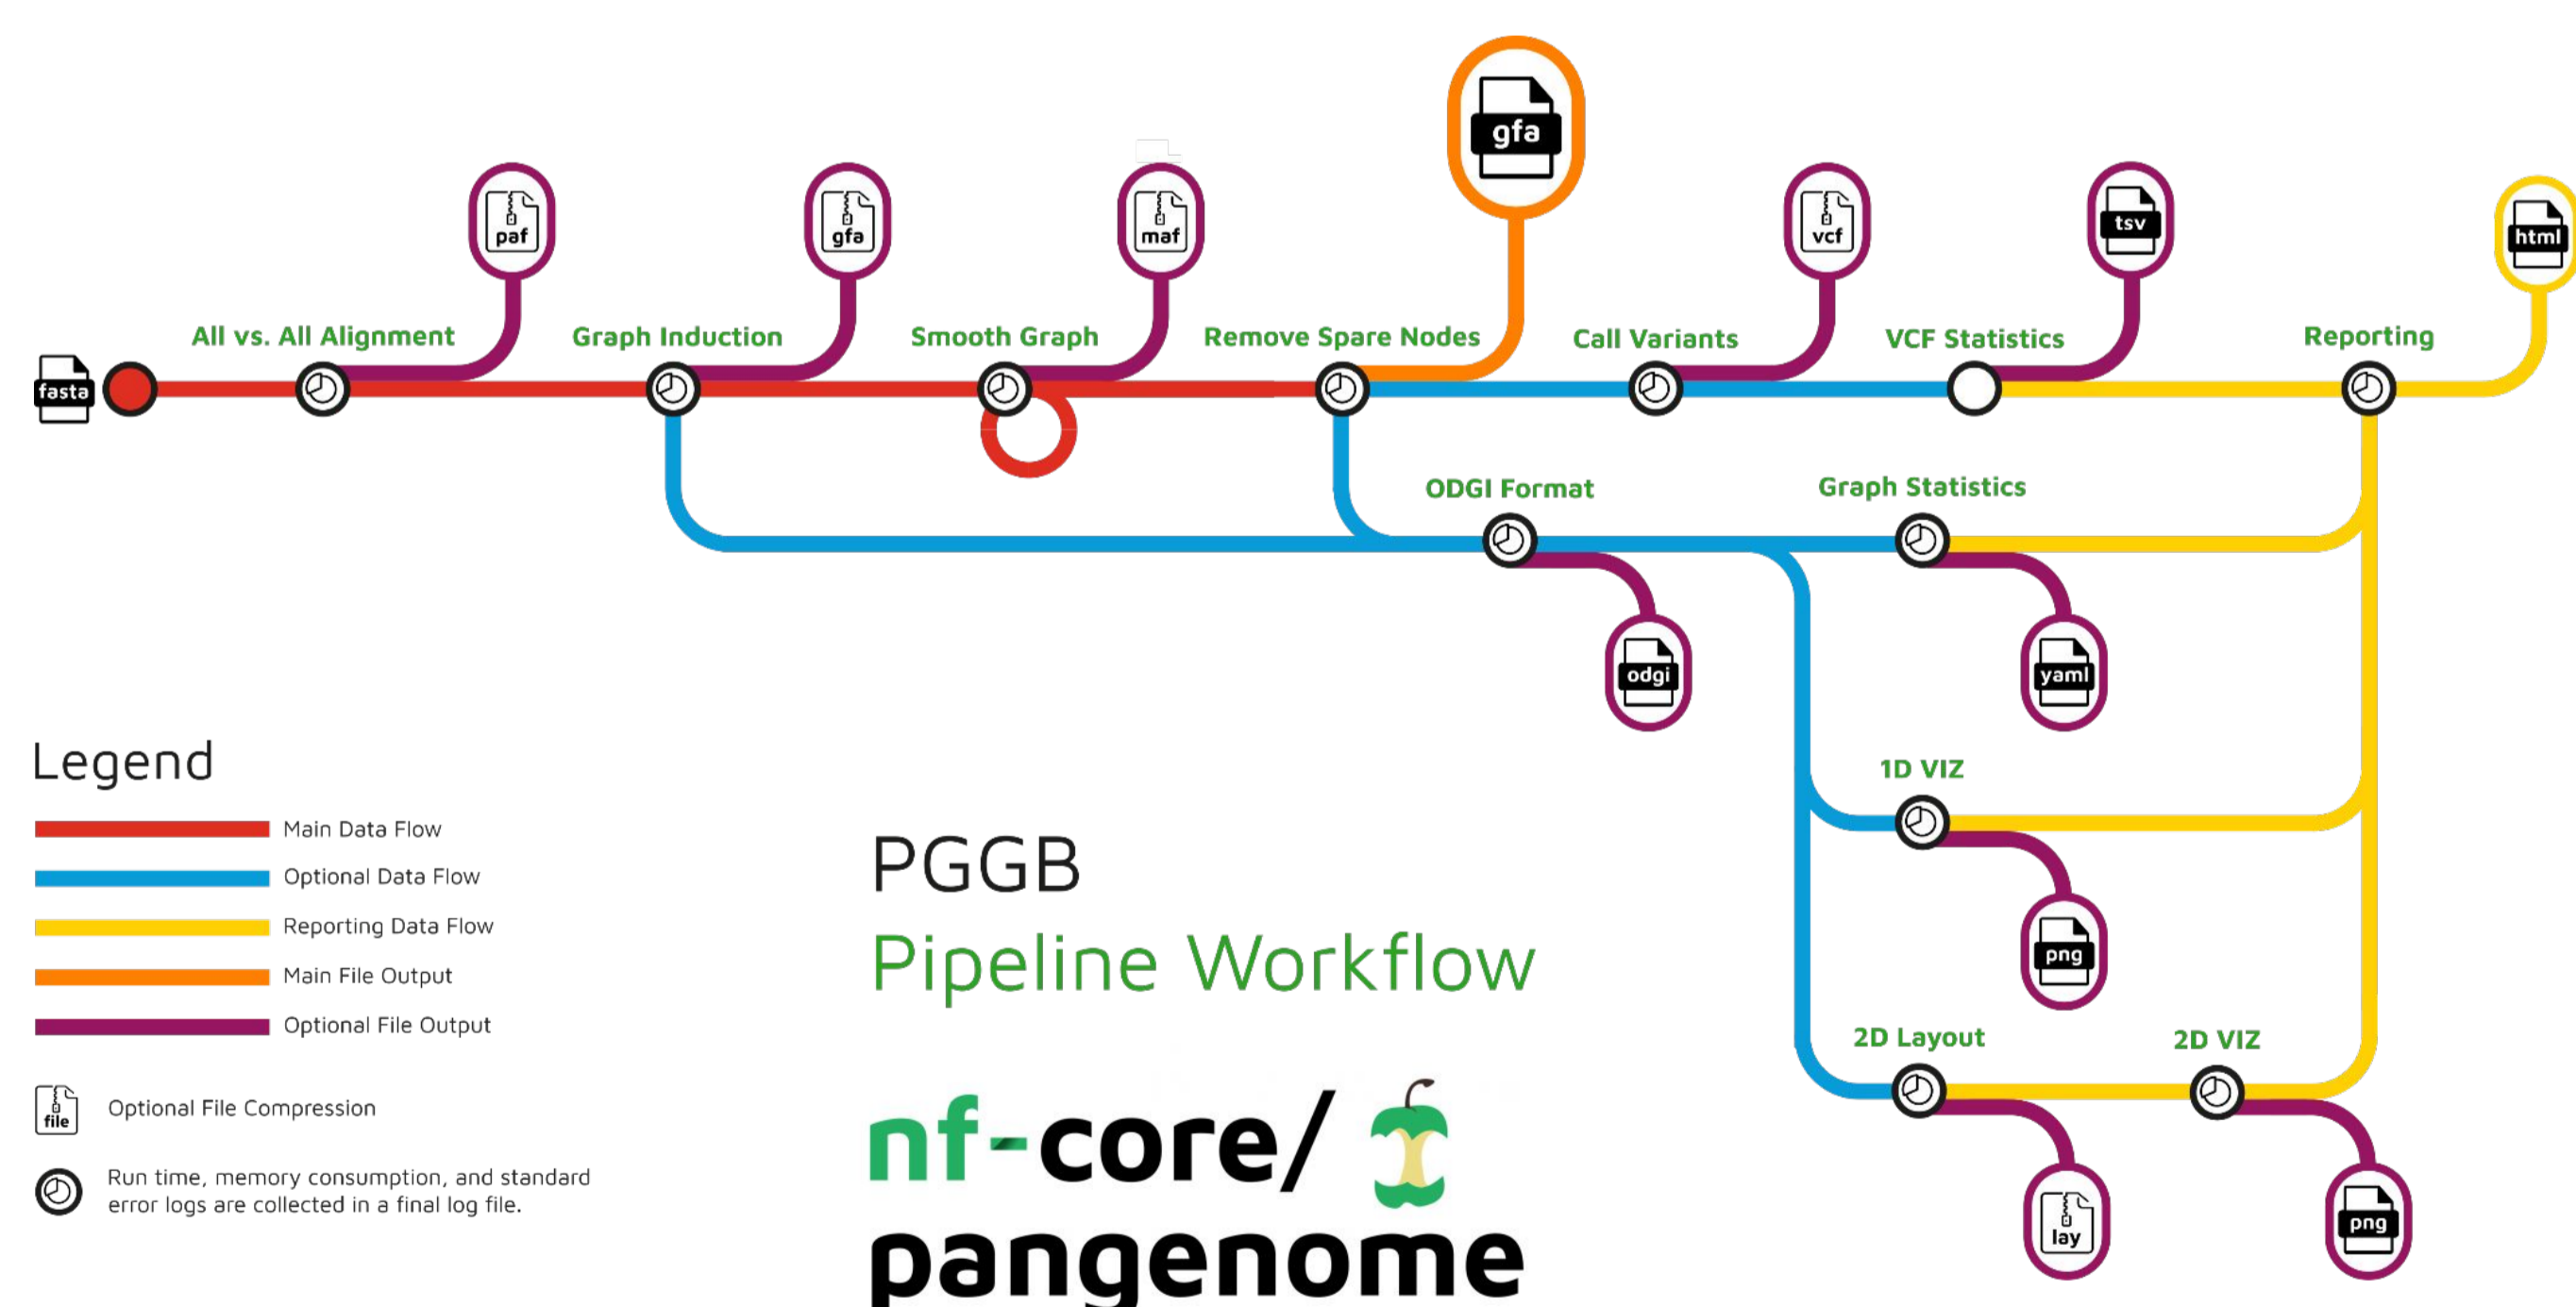 gfa
paf
gfa
maf
vcf
tsv
html
All vs. All Alignment
Graph Induction
Smooth Graph
Remove Spare Nodes
Call Variants
VCF Statistics
Reporting
fasta
ODGI Format
Graph Statistics
odgi
yaml
1D VIZ
png
2D Layout
2D VIZ
lay
png
Legend
Main Data Flow
Optional Data Flow
Reporting Data Flow
Main File Output
Optional File Output
file
Optional File Compression
Run time, memory consumption, and standard
error logs are collected in a final log file.
PGGB
Pipeline Workflow
nf-core/
pangenome